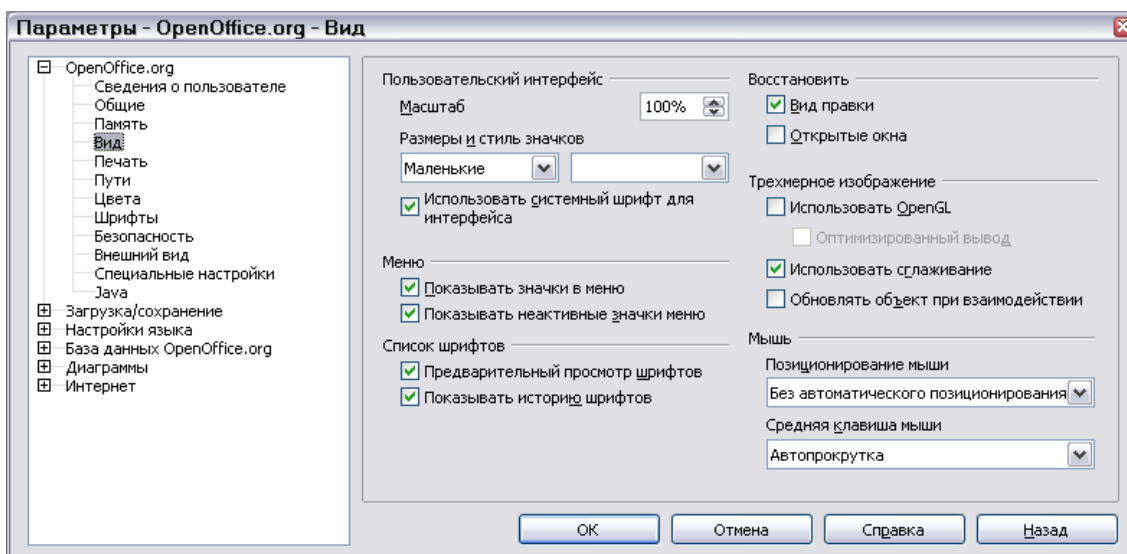 Параметры - OpenOffice.org - Вид
OpenOffice.org
Сведения о пользователе
Общие
Память
Вид
Печать
Пути
Цвета
Шрифты
Безопасность
Внешний вид
Специальные настройки
Java
Загрузка/сохранение
Настройки языка
База данных OpenOffice.org
Диаграммы
Интернет
Пользовательский интерфейс
Масштаб
100%
Размеры и стиль значков
Маленькие
Использовать системный шрифт для
интерфейса
Меню
Показывать значки в меню
Показывать неактивные значки меню
Список шрифтов
Предварительный просмотр шрифтов
Показывать историю шрифтов
Восстановить
Вид правки
Открытые окна
Трехмерное изображение
Использовать OpenGL
Оптимизированный вывод
Использовать сглаживание
Обновлять объект при взаимодействии
Мышь
Позиционирование мыши
Без автоматического позиционирования
Средняя клавиша мыши
Автопрокрутка
ОК
Отмена
Справка
Назад